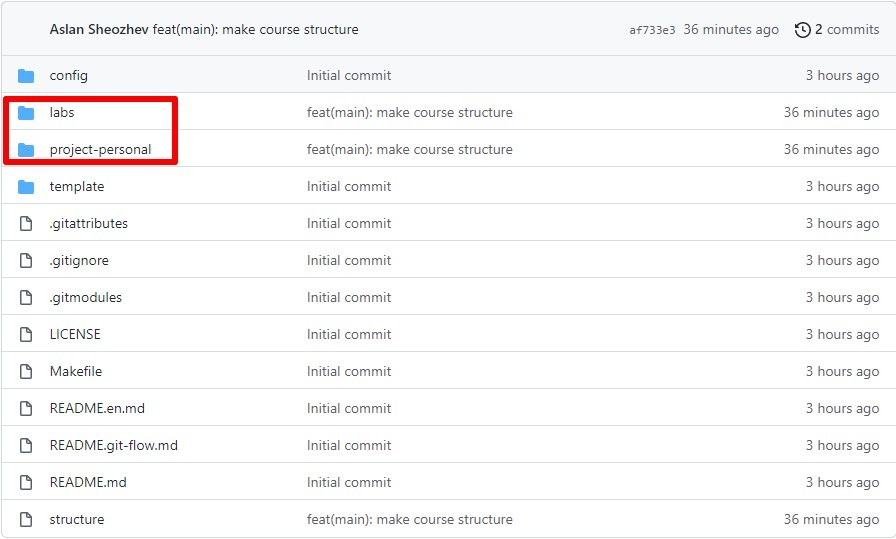 Aslan Sheozhev feat(main): make course structure af733e3 36 minutes ago 2 commits
config Initial commit 3 hours ago
labs feat(main): make course structure 36 minutes ago
project-personal feat(main): make course structure 36 minutes ago
template Initial commit 3 hours ago
.gitattributes Initial commit 3 hours ago
.gitignore Initial commit 3 hours ago
.gitmodules Initial commit 3 hours ago
LICENSE Initial commit 3 hours ago
Makefile Initial commit 3 hours ago
README.en.md Initial commit 3 hours ago
README.git-flow.md Initial commit 3 hours ago
README.md Initial commit 3 hours ago
structure feat(main): make course structure 36 minutes ago